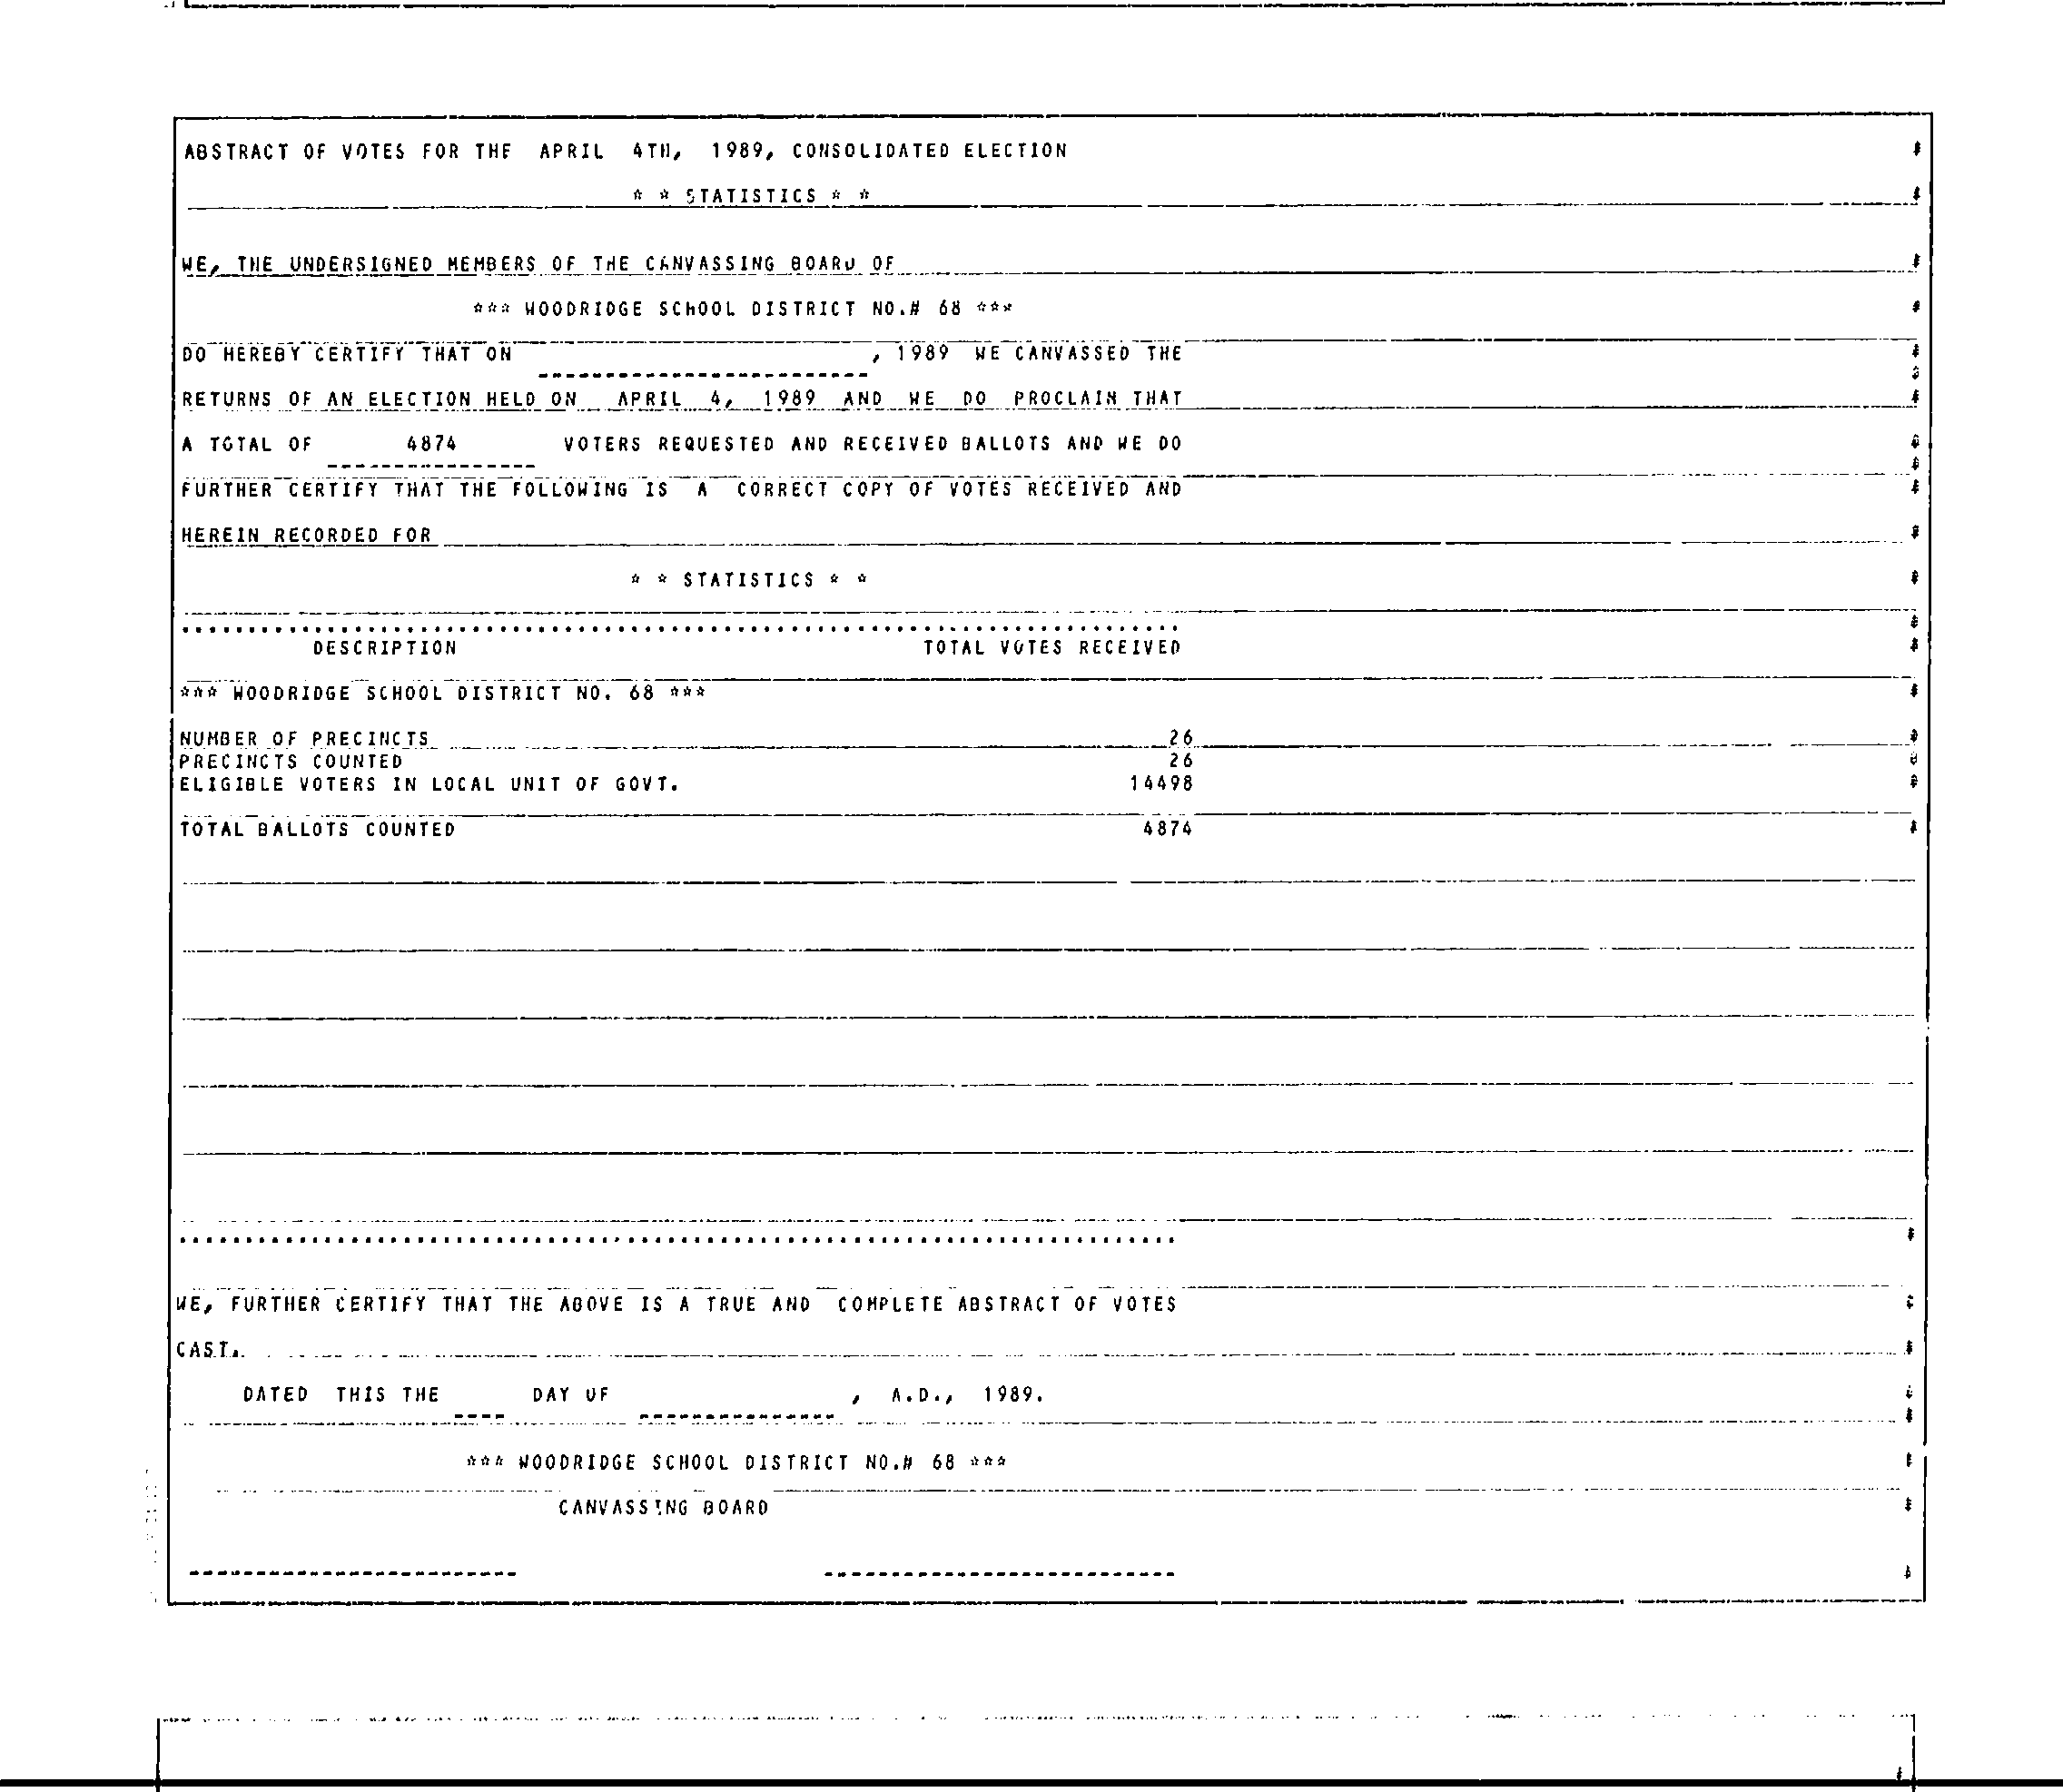 ABSTRACT OF VOTES FOR THE APRIL 4TH, 1989, CONSOLIDATED ELECTION
* * STATISTICS * *
WE, THE UNDERSIGNED MEMBERS OF THE CANVASSING BOARD OF
*** WOODRIDGE SCHOOL DISTRICT NO.# 68 ***
DO HEREBY CERTIFY THAT ON , 1989 WE CANVASSED THE
RETURNS OF AN ELECTION HELD ON APRIL 4, 1989 AND WE DO PROCLAIM THAT
A TOTAL OF 4874 VOTERS REQUESTED AND RECEIVED BALLOTS AND WE DO
FURTHER CERTIFY THAT THE FOLLOWING IS A CORRECT COPY OF VOTES RECEIVED AND
HEREIN RECORDED FOR
* * STATISTICS * *
DESCRIPTION TOTAL VOTES RECEIVED
*** WOODRIDGE SCHOOL DISTRICT NO. 68 ***
NUMBER OF PRECINCTS 26
PRECINCTS COUNTED 26
ELIGIBLE VOTERS IN LOCAL UNIT OF GOVT. 14498
TOTAL BALLOTS COUNTED 4874
WE, FURTHER CERTIFY THAT THE ABOVE IS A TRUE AND COMPLETE ABSTRACT OF VOTES
CAST.
DATED THIS THE ---- DAY OF --------------- , A.D., 1989.
*** WOODRIDGE SCHOOL DISTRICT NO.# 68 ***
CANVASSING BOARD